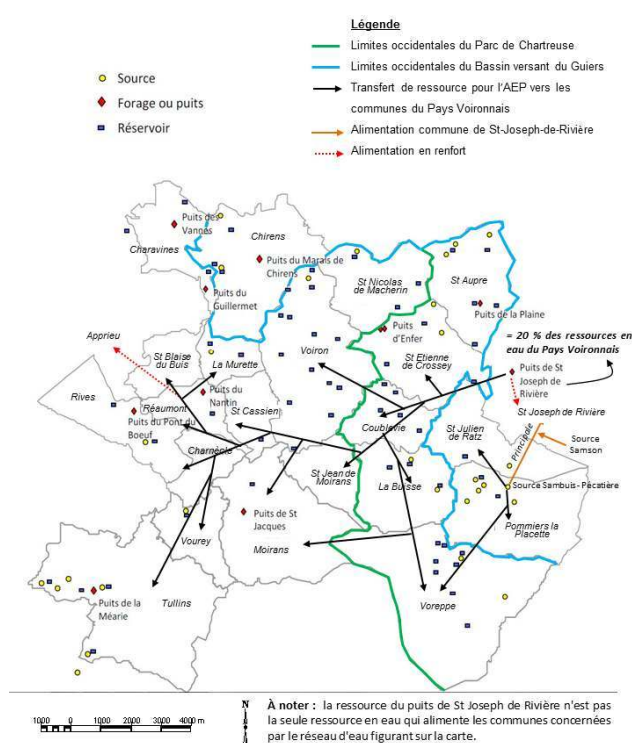 Légende
Limites occidentales du Parc de Chartreuse
Limites occidentales du Bassin versant du Guiers
Transfert de ressource pour l'AEP vers les
communes du Pays Voironnais
Alimentation commune de St-Joseph-de-Rivière
Alimentation en renfort
Source
Forage ou puits
Réservoir
Puits des
Vannes
Charavines
Chirens
Puits du Marais de
Chirens
Puits du
Guillermet
St Nicolas
de Macherin
St Aupre
Puits de la Plaine
Puits
d'Enfer
= 20 % des ressources en
eau du Pays Voironnais
Apprieu
St Blaise
du Buis
La Murette
Voiron
St Etienne
de Crossey
Puits de St
Joseph de
Rivière
Rives
Réaumont
Puits du
Nantin
Puits du Pont du
Boeuf
St Cassien
Coublevie
St Julien
de Ratz
St Joseph de Rivière
Principale
Source
Samson
Charnècle
St Jean de
Moirans
La Buisse
Source Sambuis-Pécatière
Pommiers la
Placette
Puits de St
Jacques
Vourey
Moirans
Voreppe
Tullins
Puits de la
Méarie
1000 0 1000 2000 3000 4000 m
N
À noter : la ressource du puits de St Joseph de Rivière n'est pas
la seule ressource en eau qui alimente les communes concernées
par le réseau d'eau figurant sur la carte.